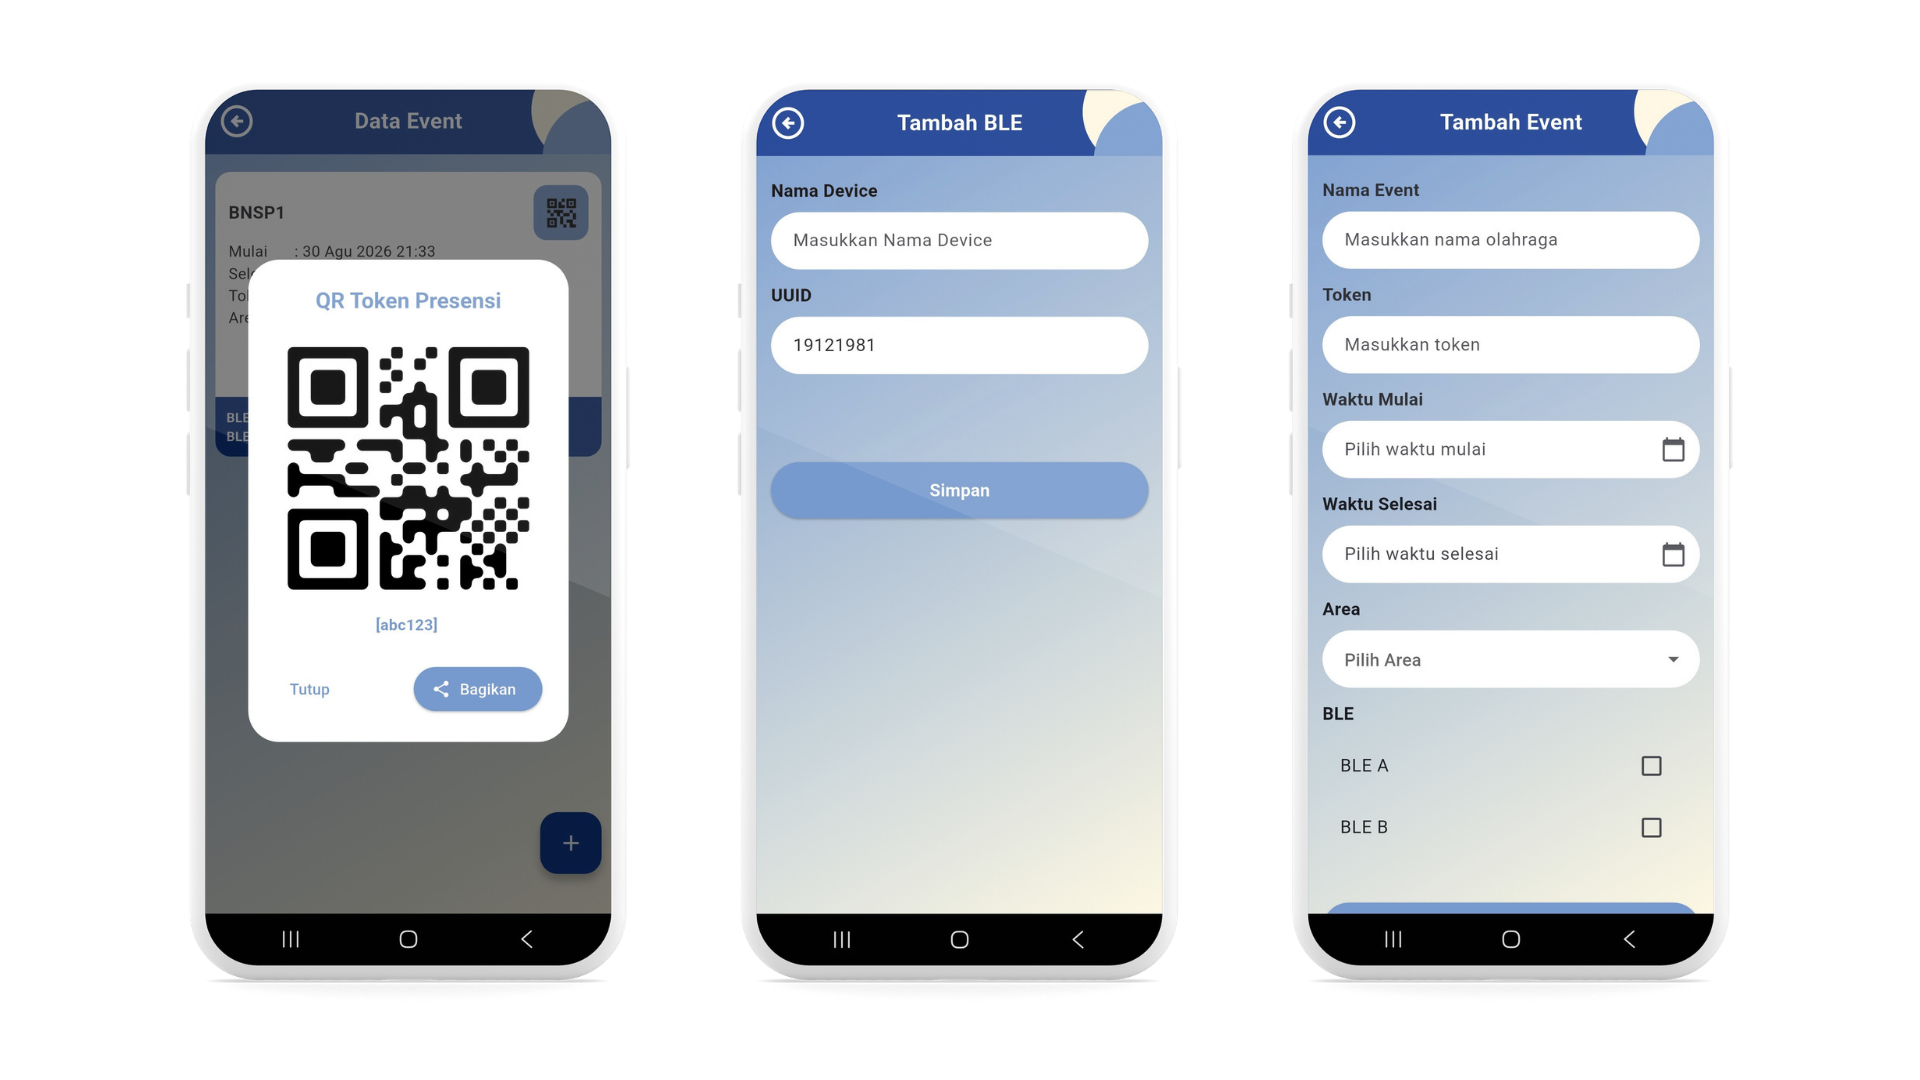 Data Event
BNSP1
Mulai : 30 Agu 2026 21:33
QR Token Presensi
[abc123]
Tutup
Bagikan
BLE
BLE
+
Tambah BLE
Nama Device
Masukkan Nama Device
UUID
19121981
Simpan
Tambah Event
Nama Event
Masukkan nama olahraga
Token
Masukkan token
Waktu Mulai
Pilih waktu mulai
Waktu Selesai
Pilih waktu selesai
Area
Pilih Area
BLE
BLE A
BLE B